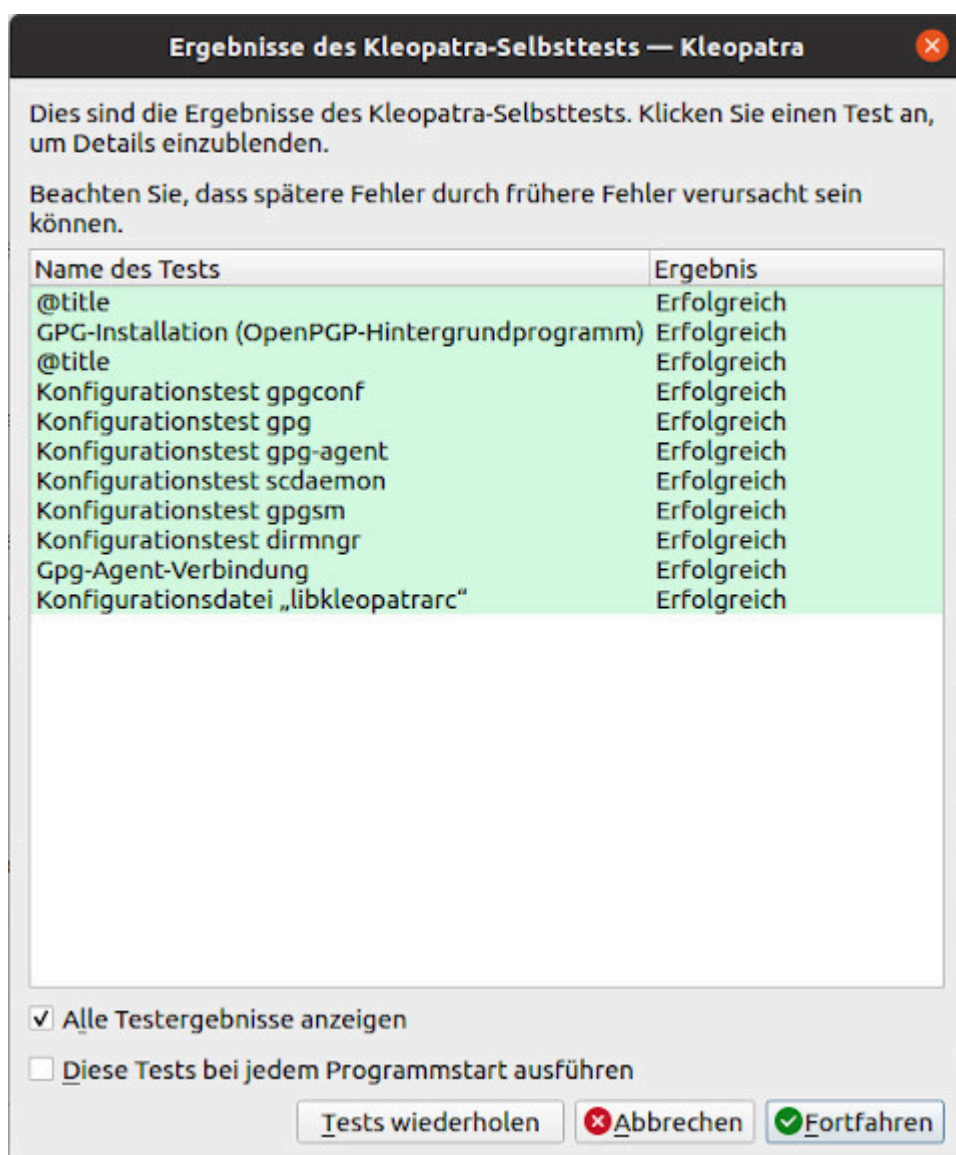 Ergebnisse des Kleopatra-Selbsttests — Kleopatra
Dies sind die Ergebnisse des Kleopatra-Selbsttests. Klicken Sie einen Test an,
um Details einzublenden.
Beachten Sie, dass spätere Fehler durch frühere Fehler verursacht sein
können.
Name des Tests Ergebnis
@title Erfolgreich
GPG-Installation (OpenPGP-Hintergrundprogramm) Erfolgreich
@title Erfolgreich
Konfigurationstest gpgconf Erfolgreich
Konfigurationstest gpg Erfolgreich
Konfigurationstest gpg-agent Erfolgreich
Konfigurationstest scdaemon Erfolgreich
Konfigurationstest gpgsm Erfolgreich
Konfigurationstest dirmngr Erfolgreich
Gpg-Agent-Verbindung Erfolgreich
Konfigurationsdatei „libkleopatrarc“ Erfolgreich
Alle Testergebnisse anzeigen
Diese Tests bei jedem Programmstart ausführen
Tests wiederholen Abbrechen Fortfahren